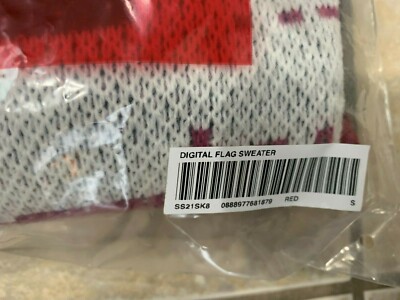 DIGITAL FLAG SWEATER
SS21SK8 0888977681879 RED S